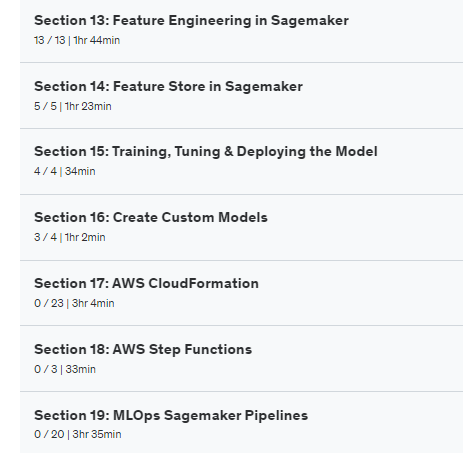 Section 13: Feature Engineering in Sagemaker
13 / 13 | 1hr 44min
Section 14: Feature Store in Sagemaker
5 / 5 | 1hr 23min
Section 15: Training, Tuning & Deploying the Model
4 / 4 | 34min
Section 16: Create Custom Models
3 / 4 | 1hr 2min
Section 17: AWS CloudFormation
0 / 23 | 3hr 4min
Section 18: AWS Step Functions
0 / 3 | 33min
Section 19: MLOps Sagemaker Pipelines
0 / 20 | 3hr 35min